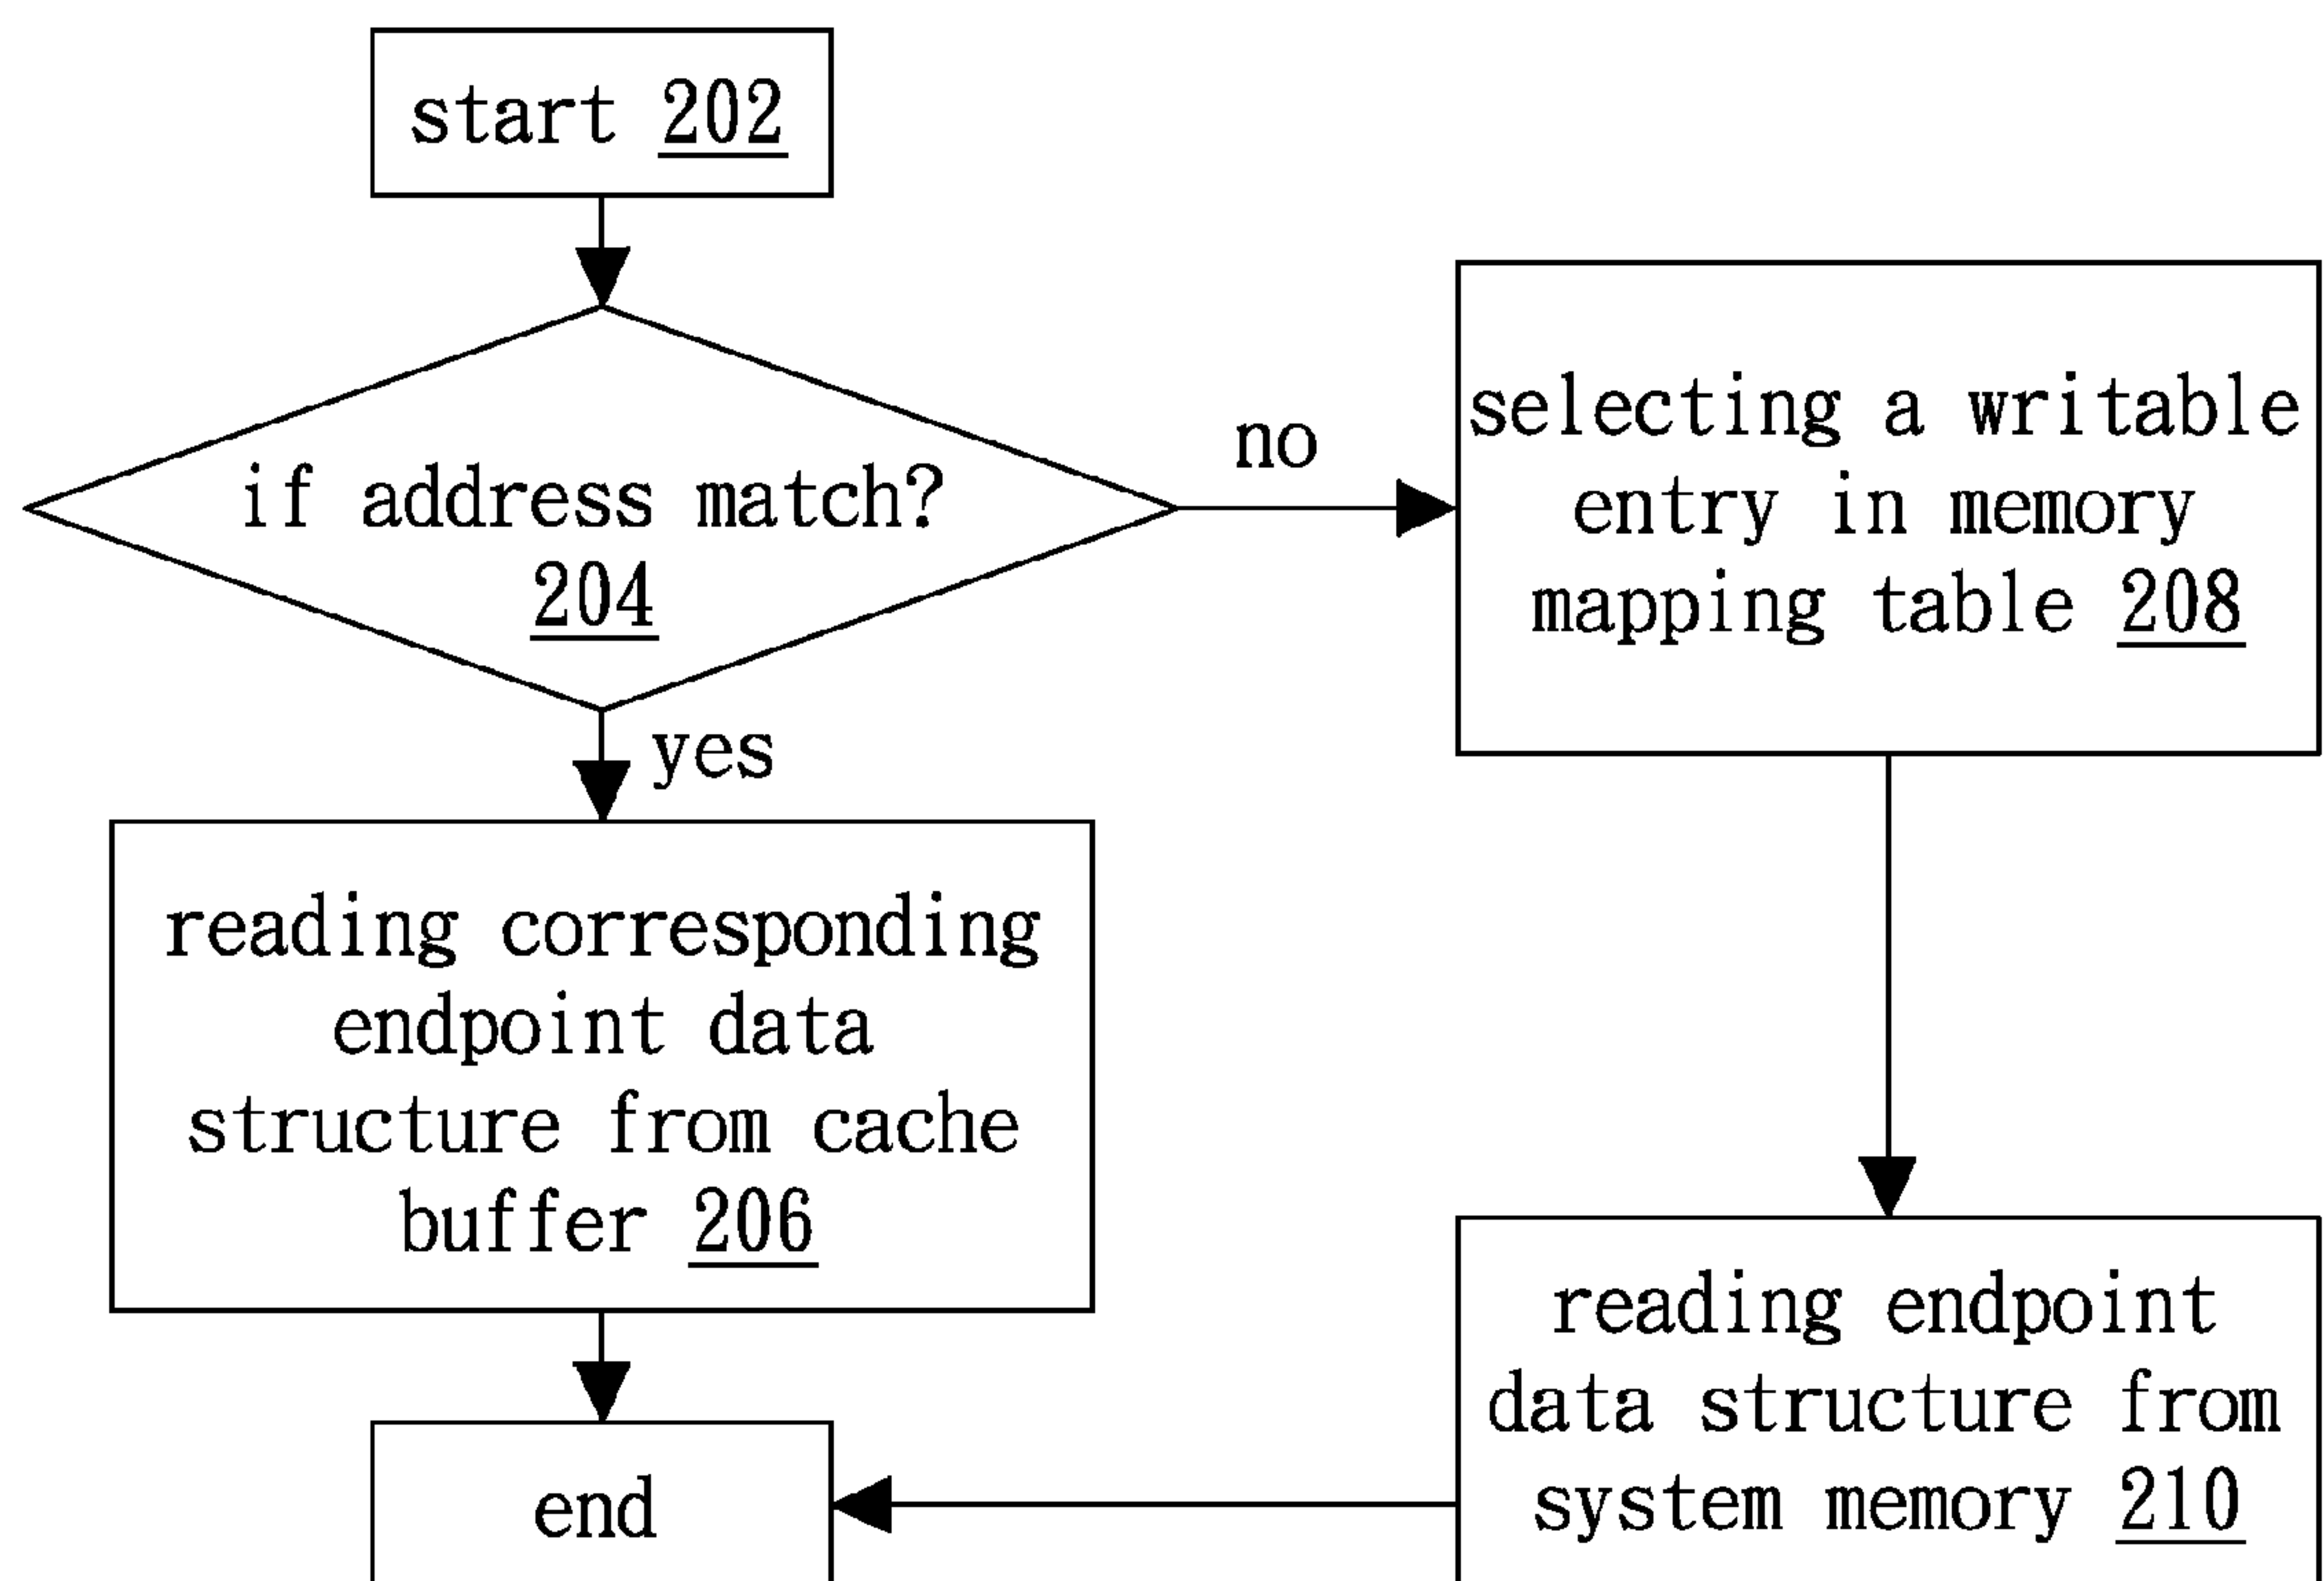 start 202
if address match?
204
no
yes
selecting a writable
entry in memory
mapping table 208
reading corresponding
endpoint data
structure from cache
buffer 206
reading endpoint
data structure from
system memory 210
end